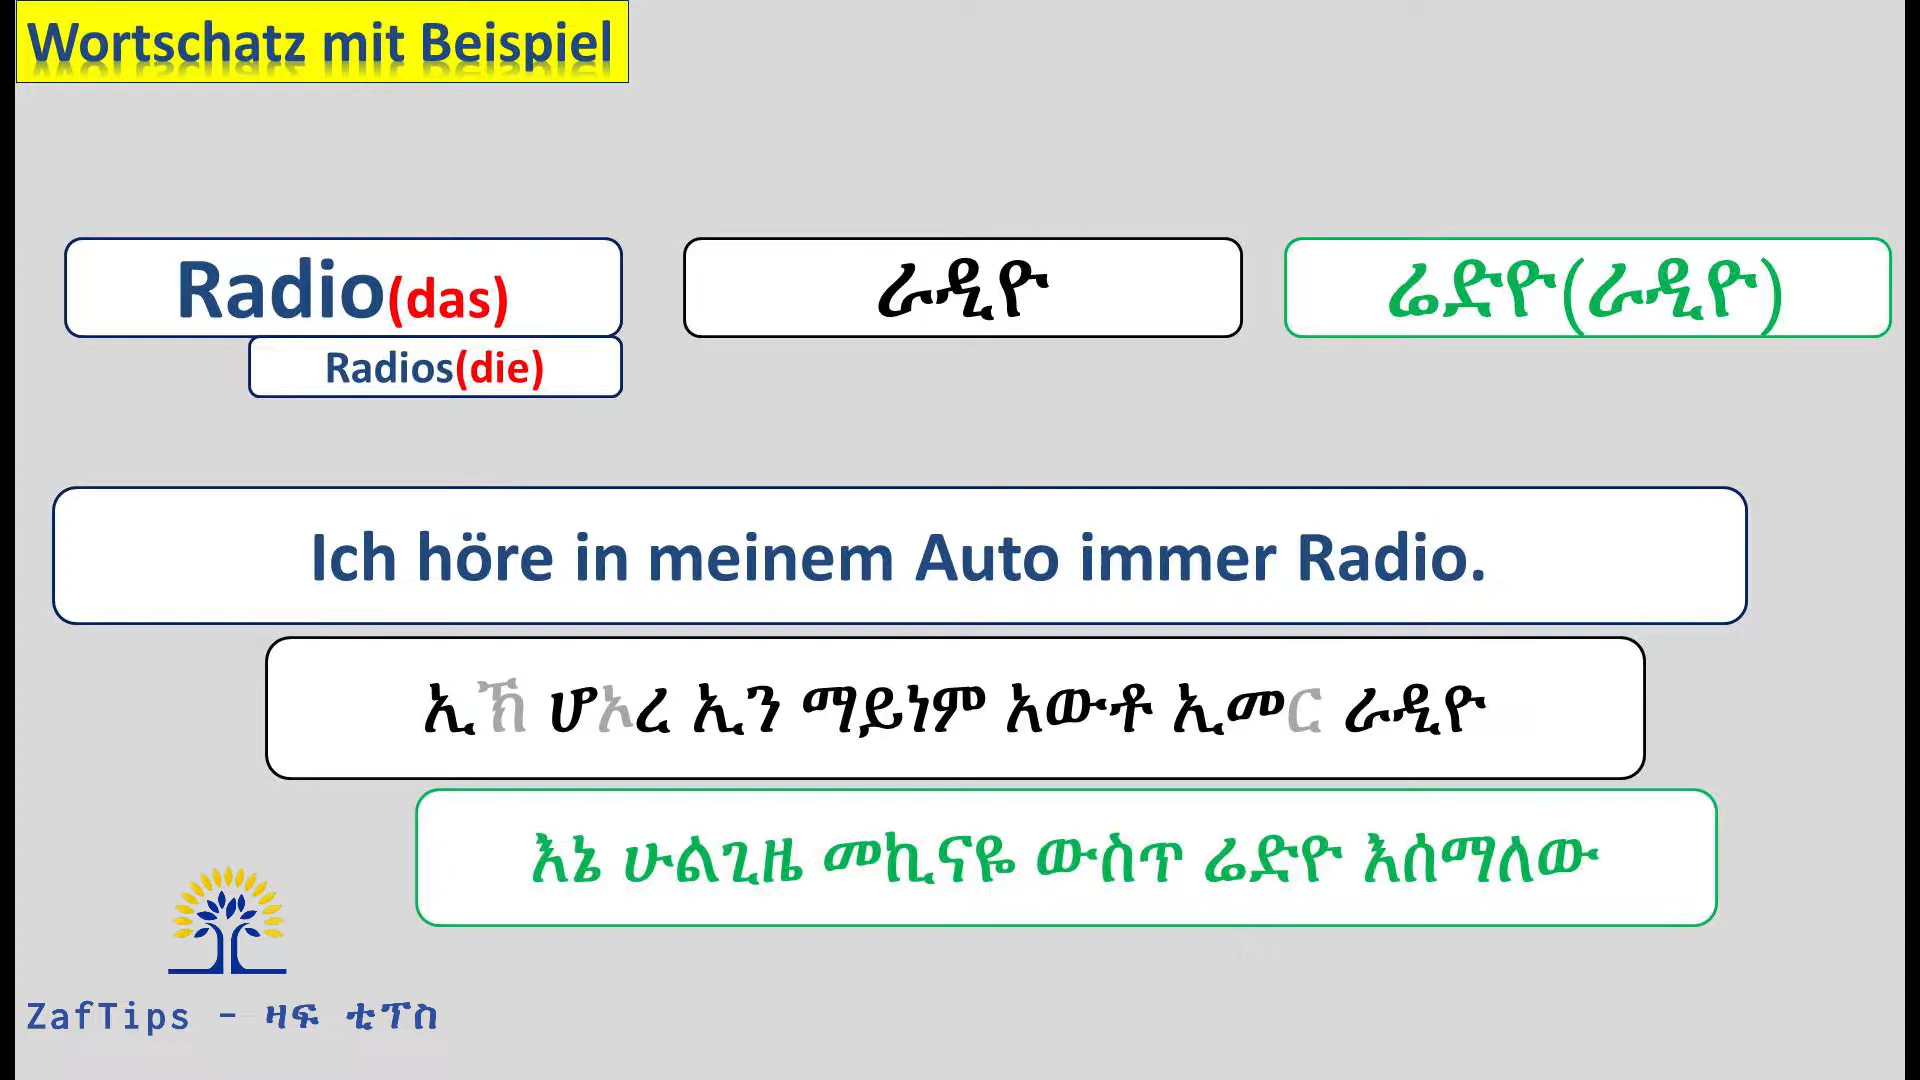 Wortschatz mit Beispiel
Radio(das)
ራዲዮ
ሬድዮ(ራዲዮ)
Radios(die)
Ich höre in meinem Auto immer Radio.
ኢኽ ሆኦረ ኢን ማይነም አውቶ ኢመር ራዲዮ
እኔ ሁልጊዜ መኪናዬ ውስጥ ሬድዮ እሰማለው
ZafTips - ዛፍ ቲፕስ